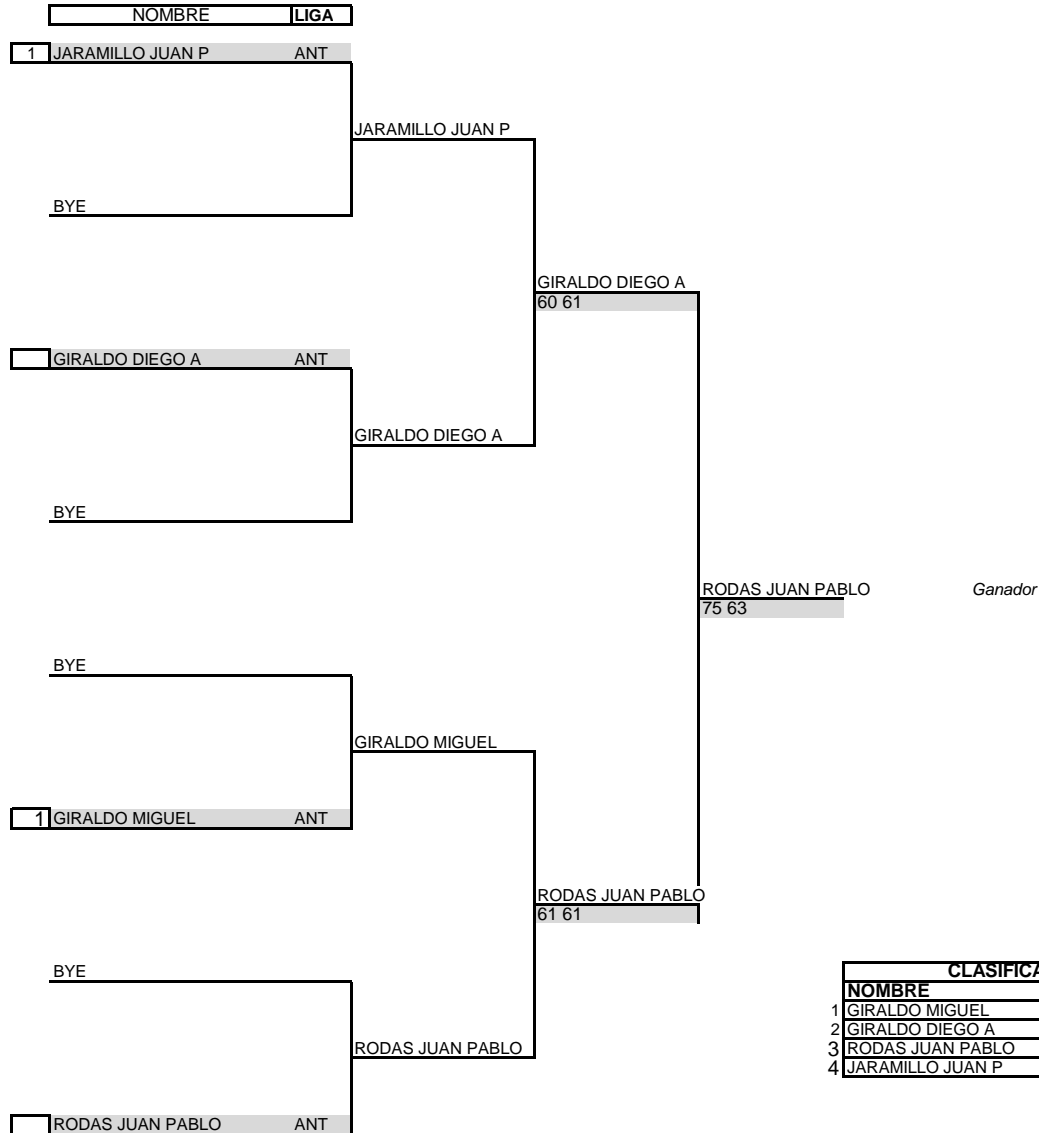 NOMBRE LIGA
1 JARAMILLO JUAN P ANT
JARAMILLO JUAN P
BYE
GIRALDO DIEGO A
60 61
GIRALDO DIEGO A ANT
GIRALDO DIEGO A
BYE
RODAS JUAN PABLO Ganador
75 63
BYE
GIRALDO MIGUEL
1 GIRALDO MIGUEL ANT
RODAS JUAN PABLO
61 61
BYE
RODAS JUAN PABLO
RODAS JUAN PABLO ANT
CLASIFICA
NOMBRE
1 GIRALDO MIGUEL
2 GIRALDO DIEGO A
3 RODAS JUAN PABLO
4 JARAMILLO JUAN P